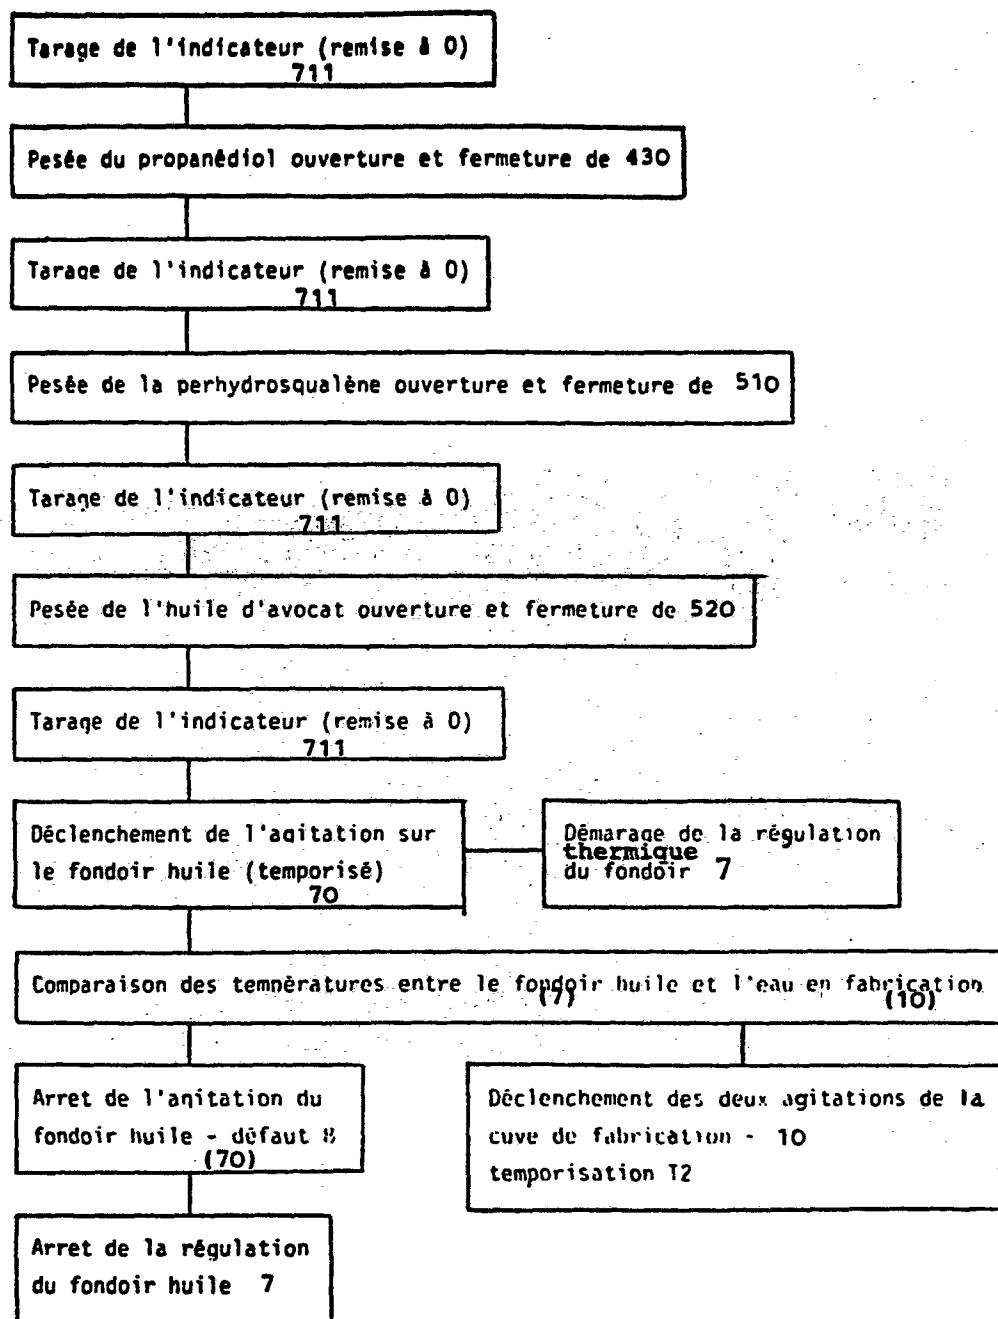 Tarage de l'indicateur (remise à 0)
711
Pesée du propanédiol ouverture et fermeture de 430
Tarage de l'indicateur (remise à 0)
711
Pesée de la perhydrosqualène ouverture et fermeture de 510
Tarage de l'indicateur (remise à 0)
711
Pesée de l'huile d'avocat ouverture et fermeture de 520
Tarage de l'indicateur (remise à 0)
711
Déclenchement de l'agitation sur
le fondoir huile (temporisé)
70
Démarage de la régulation
thermique
du fondoir 7
Comparaison des températures entre le fondoir huile et l'eau en fabrication
(7) (10)
Arret de l'agitation du
fondoir huile - défaut 8
(70)
Déclenchement des deux agitations de la
cuve de fabrication - 10
temporisation T2
Arret de la régulation
du fondoir huile 7